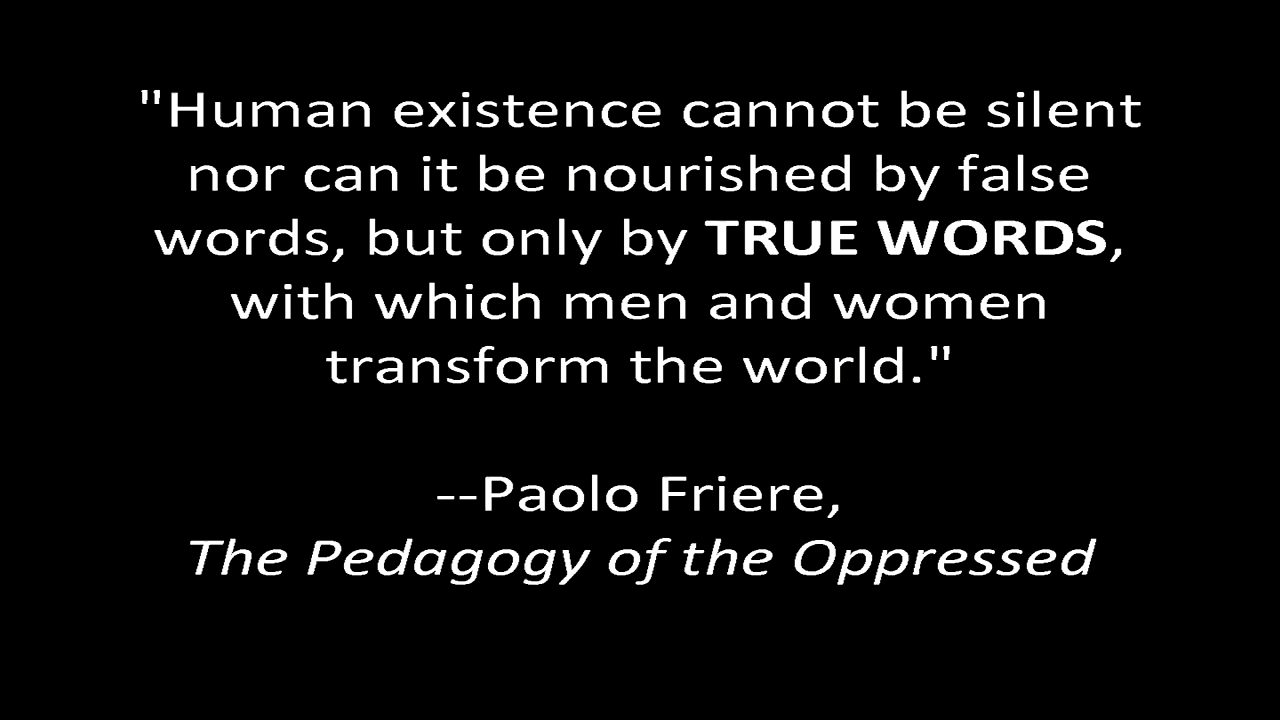 "Human existence cannot be silent
nor can it be nourished by false
words, but only by TRUE WORDS,
with which men and women
transform the world."
--Paolo Friere,
The Pedagogy of the Oppressed